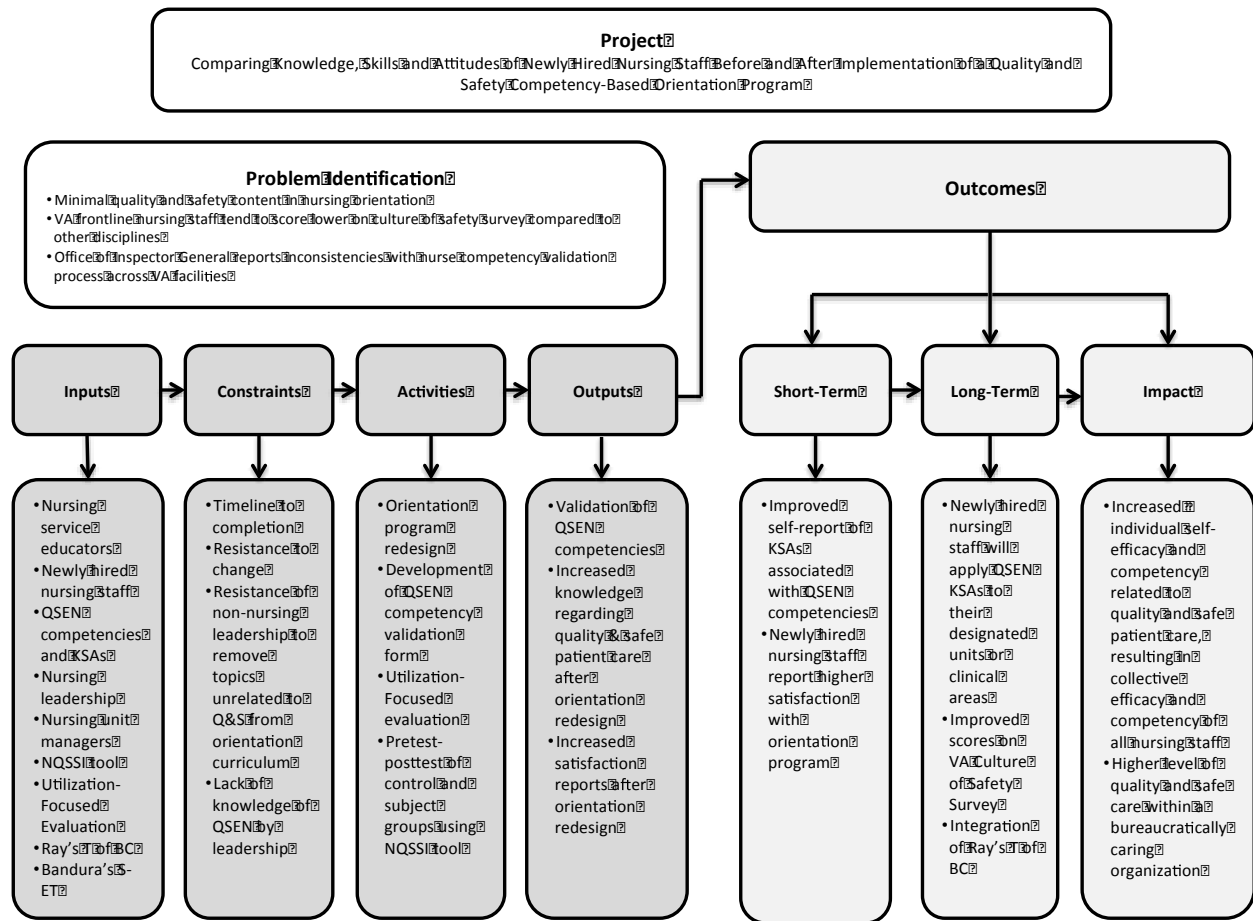 Project
Comparing Knowledge, Skills and Attitudes of Newly Hired Nursing Staff Before and After Implementation of a Quality and
Safety Competency-Based Orientation Program
Problem Identification
• Minimal quality and safety content in nursing orientation
• VA frontline nursing staff tend to score lower on culture of safety survey compared to
other disciplines
• Office of Inspector General reports inconsistencies with nurse competency validation
process across VA facilities
Outcomes
Inputs
Constraints
Activities
Outputs
Short-Term
Long-Term
Impact
• Nursing
service
educators
• Newly hired
nursing staff
• QSEN
competencies
and KSAs
• Nursing
leadership
• Nursing unit
managers
• NQSSI tool
• Utilization-
Focused
Evaluation
• Ray's T of BC
• Bandura's S-
ET
• Timeline to
completion
• Resistance to
change
• Resistance of
non-nursing
leadership to
remove
topics
unrelated to
Q&S from
orientation
curriculum
• Lack of
knowledge of
QSEN by
leadership
• Orientation
program
redesign
• Development
of QSEN
competency
validation
form
• Utilization-
Focused
evaluation
• Pretest-
posttest of
control and
subject
groups using
NQSSI tool
• Validation of
QSEN
competencies
• Increased
knowledge
regarding
quality & safe
patient care
after
orientation
redesign
• Increased
satisfaction
reports after
orientation
redesign
• Improved
self-report of
KSAs
associated
with QSEN
competencies
• Newly hired
nursing staff
report higher
satisfaction
with
orientation
program
• Newly hired
nursing
staff will
apply QSEN
KSAs to
their
designated
units or
clinical
areas
• Improved
scores on
VA Culture
of Safety
Survey
• Integration
of Ray's T of
BC
• Increased
individual self-
efficacy and
competency
related to
quality and safe
patient care,
resulting in
collective
efficacy and
competency of
all nursing staff
• Higher level of
quality and safe
care within a
bureaucratically
caring
organization